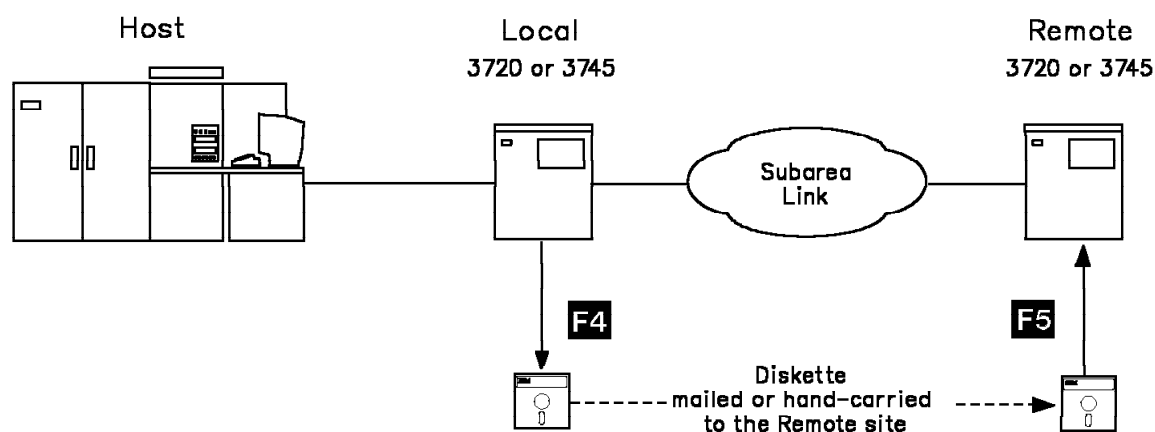 Host
Local
3720 or 3745
Remote
3720 or 3745
Subarea
Link
F4
F5
Diskette
mailed or hand-carried
to the Remote site